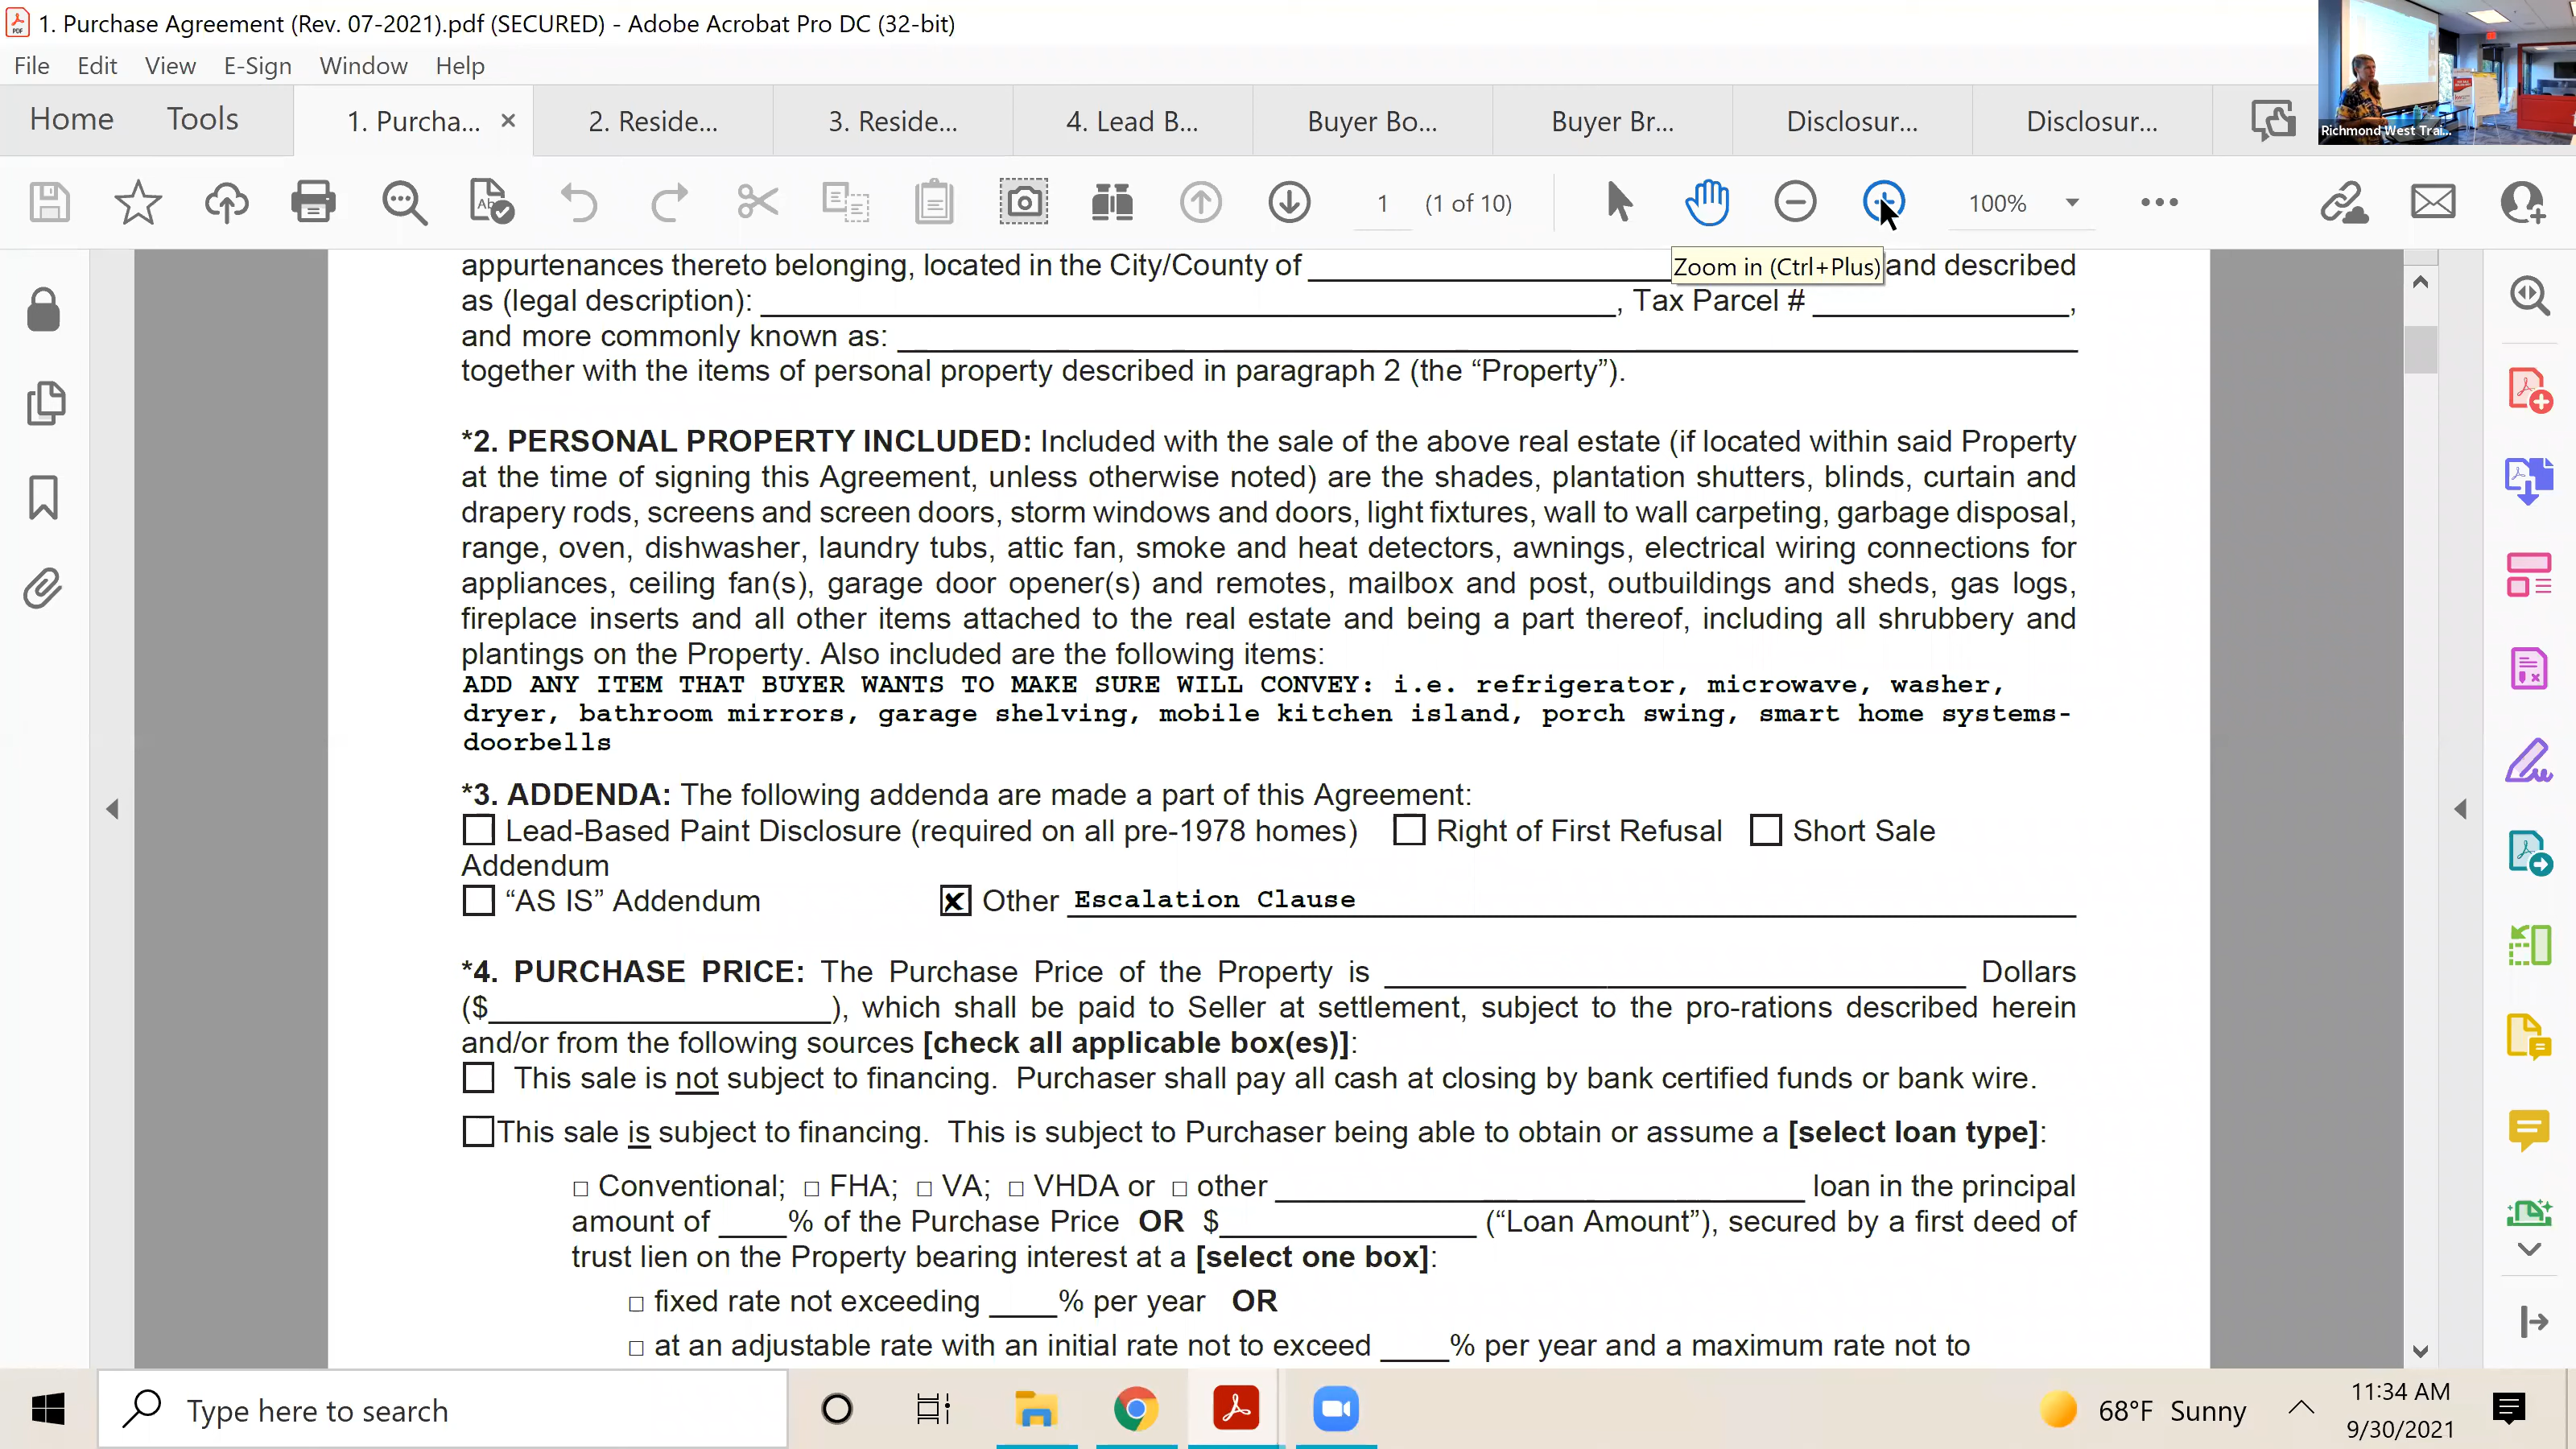 1. Purchase Agreement (Rev. 07-2021).pdf (SECURED) - Adobe Acrobat Pro DC (32-bit)
File Edit View E-Sign Window Help
Home Tools 1. Purcha... × 2. Reside... 3. Reside... 4. Lead B... Buyer Bo... Buyer Br... Disclosur... Disclosur...
Richmond West Trai...
1 (1 of 10) 100%
Zoom in (Ctrl+Plus)
appurtenances thereto belonging, located in the City/County of ____ and described
as (legal description): ____, Tax Parcel # ____,
and more commonly known as: ____
together with the items of personal property described in paragraph 2 (the “Property”).
*2. PERSONAL PROPERTY INCLUDED: Included with the sale of the above real estate (if located within said Property
at the time of signing this Agreement, unless otherwise noted) are the shades, plantation shutters, blinds, curtain and
drapery rods, screens and screen doors, storm windows and doors, light fixtures, wall to wall carpeting, garbage disposal,
range, oven, dishwasher, laundry tubs, attic fan, smoke and heat detectors, awnings, electrical wiring connections for
appliances, ceiling fan(s), garage door opener(s) and remotes, mailbox and post, outbuildings and sheds, gas logs,
fireplace inserts and all other items attached to the real estate and being a part thereof, including all shrubbery and
plantings on the Property. Also included are the following items:
ADD ANY ITEM THAT BUYER WANTS TO MAKE SURE WILL CONVEY: i.e. refrigerator, microwave, washer,
dryer, bathroom mirrors, garage shelving, mobile kitchen island, porch swing, smart home systems-
doorbells
*3. ADDENDA: The following addenda are made a part of this Agreement:
☐ Lead-Based Paint Disclosure (required on all pre-1978 homes) ☐ Right of First Refusal ☐ Short Sale
Addendum
☐ “AS IS” Addendum ☒ Other Escalation Clause
*4. PURCHASE PRICE: The Purchase Price of the Property is ____ Dollars
($____), which shall be paid to Seller at settlement, subject to the pro-rations described herein
and/or from the following sources [check all applicable box(es)]:
☐ This sale is not subject to financing. Purchaser shall pay all cash at closing by bank certified funds or bank wire.
☐ This sale is subject to financing. This is subject to Purchaser being able to obtain or assume a [select loan type]:
☐ Conventional; ☐ FHA; ☐ VA; ☐ VHDA or ☐ other ____ loan in the principal
amount of ____% of the Purchase Price OR $____ (“Loan Amount”), secured by a first deed of
trust lien on the Property bearing interest at a [select one box]:
☐ fixed rate not exceeding ____% per year OR
☐ at an adjustable rate with an initial rate not to exceed ____% per year and a maximum rate not to
Type here to search
68°F Sunny
11:34 AM
9/30/2021